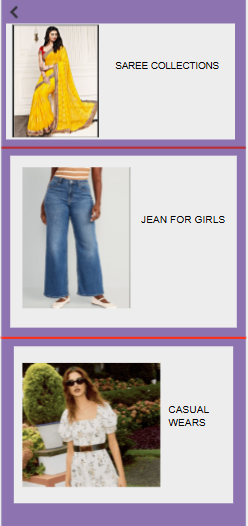 SAREE COLLECTIONS
JEAN FOR GIRLS
CASUAL
WEARS